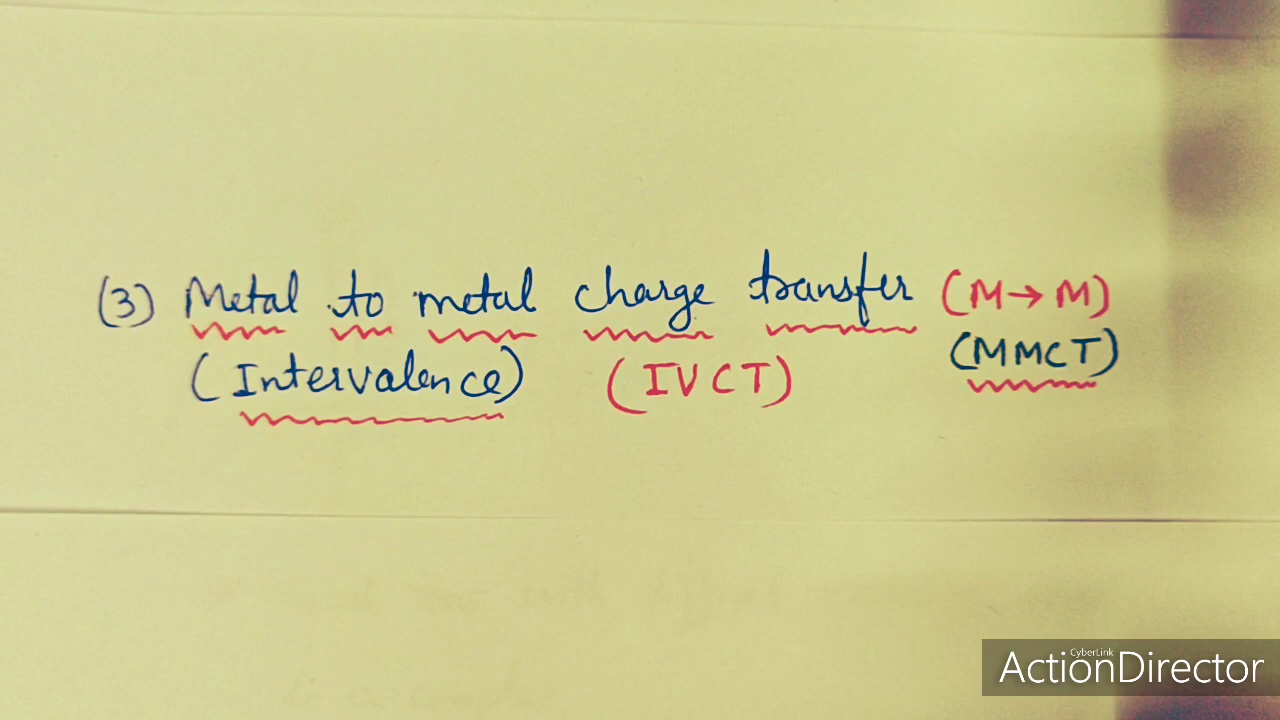 (3) Metal to metal charge transfer (M→M)
(MMCT)
(Intervalence) (IVCT)
CyberLink
ActionDirector